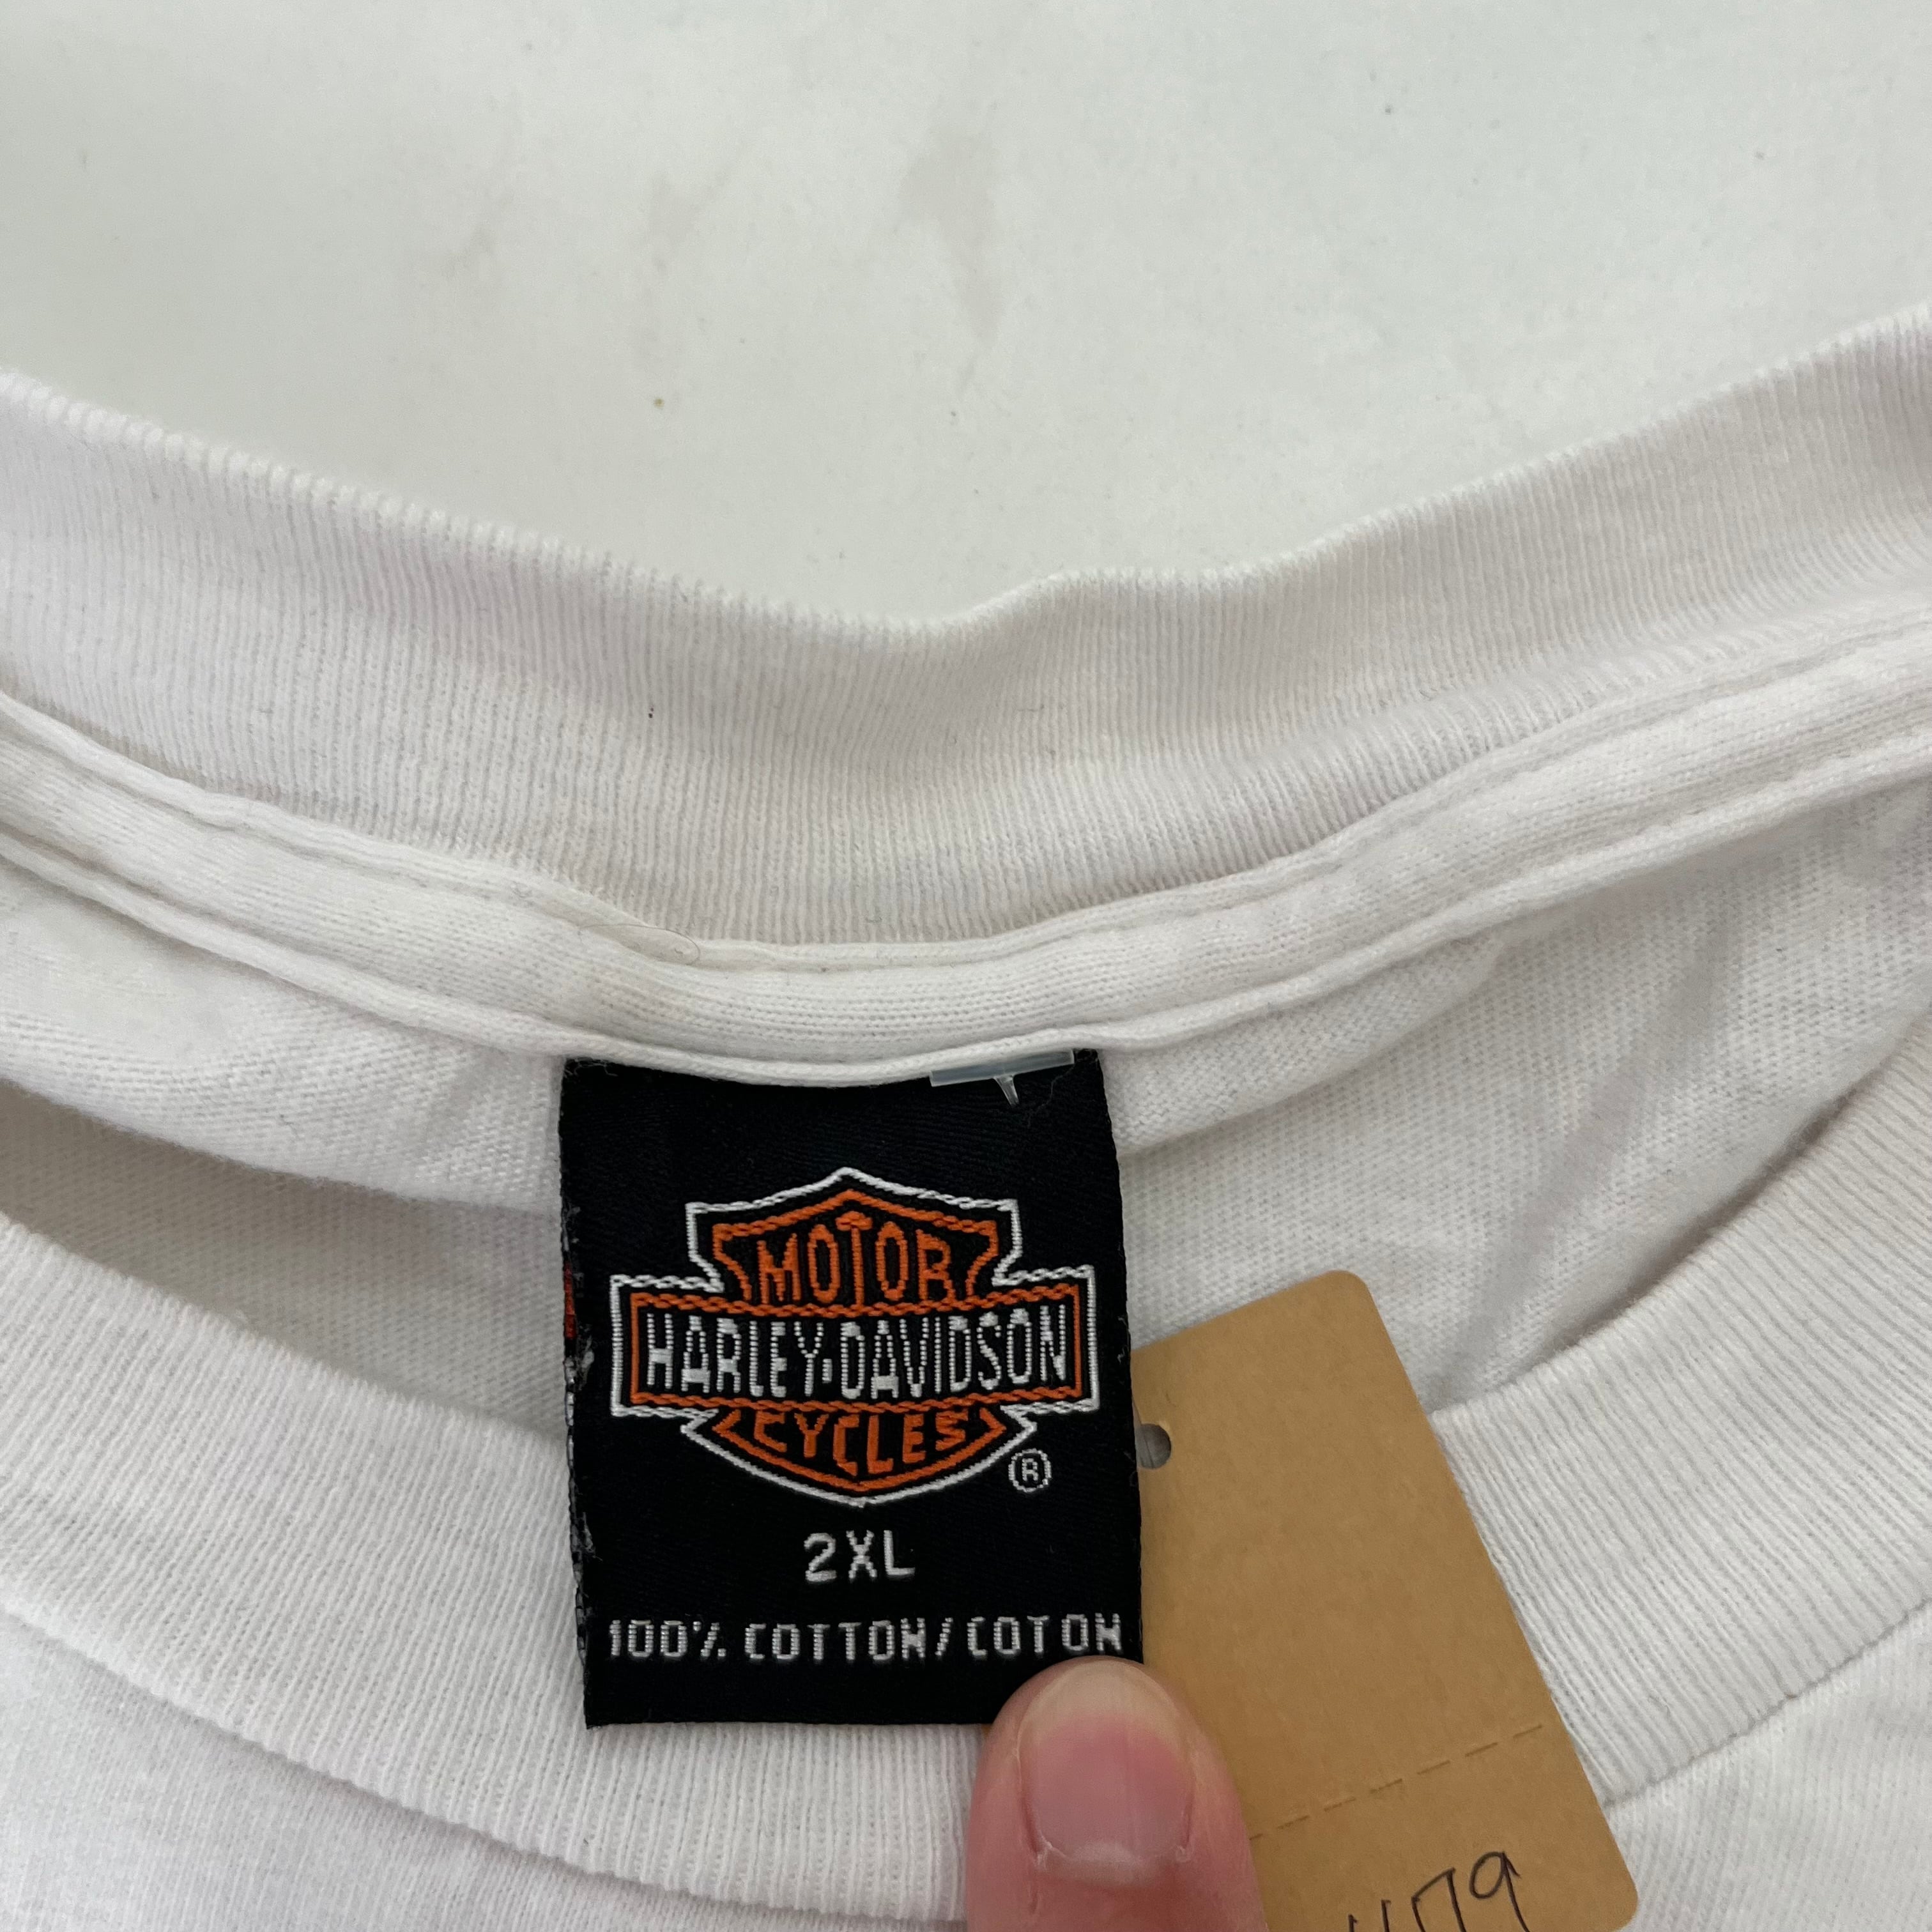 MOTOR
HARLEY-DAVIDSON
CYCLES
®
2XL
100% COTTON/COTON